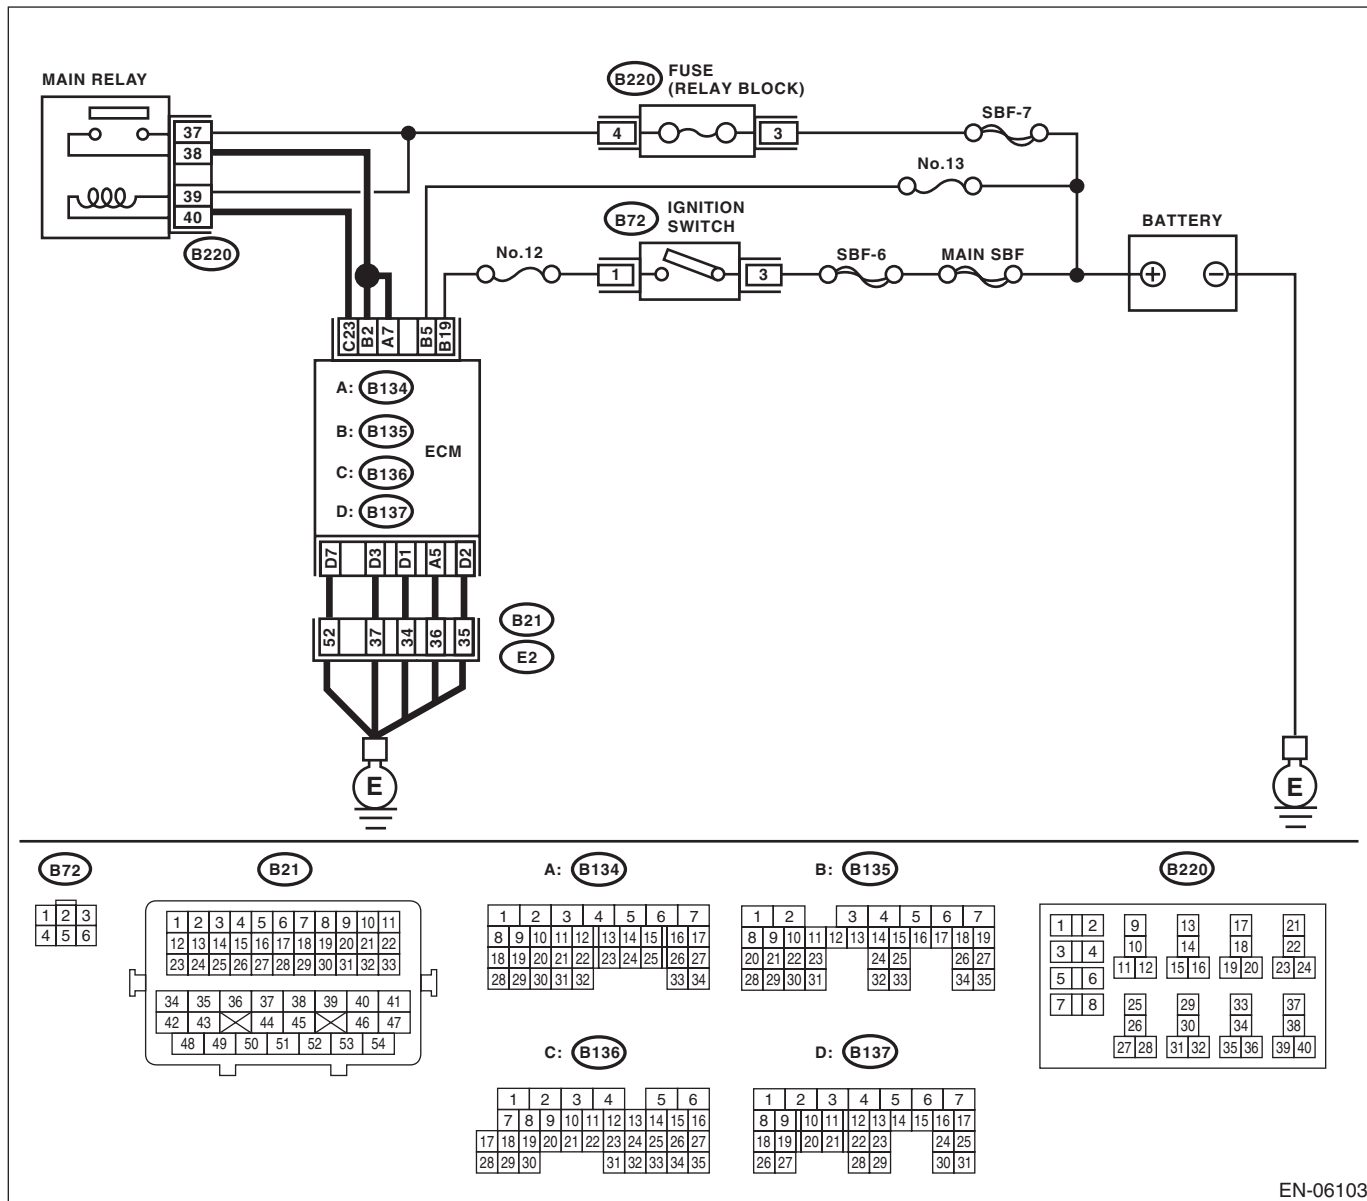 MAIN RELAY
37
38
39
40
B220
B220 FUSE
(RELAY BLOCK)
4 3
SBF-7
No.13
B72 IGNITION
SWITCH
No.12
1 3
SBF-6 MAIN SBF
BATTERY
+ −
C23 B2 A7 B5 B19
A: B134
B: B135
C: B136
D: B137
ECM
D7 D3 D1 A5 D2
52 37 34 36 35
B21
E2
E
E
B72
1 2 3
4 5 6
B21
1 2 3 4 5 6 7 8 9 10 11
12 13 14 15 16 17 18 19 20 21 22
23 24 25 26 27 28 29 30 31 32 33
34 35 36 37 38 39 40 41
42 43 44 45 46 47
48 49 50 51 52 53 54
A: B134
1 2 3 4 5 6 7
8 9 10 11 12 13 14 15 16 17
18 19 20 21 22 23 24 25 26 27
28 29 30 31 32 33 34
B: B135
1 2 3 4 5 6 7
8 9 10 11 12 13 14 15 16 17 18 19
20 21 22 23 24 25 26 27
28 29 30 31 32 33 34 35
C: B136
1 2 3 4 5 6
7 8 9 10 11 12 13 14 15 16
17 18 19 20 21 22 23 24 25 26 27
28 29 30 31 32 33 34 35
D: B137
1 2 3 4 5 6 7
8 9 10 11 12 13 14 15 16 17
18 19 20 21 22 23 24 25
26 27 28 29 30 31
B220
1 2 9 13 17 21
3 4 10 14 18 22
5 6 11 12 15 16 19 20 23 24
7 8 25 29 33 37
26 30 34 38
27 28 31 32 35 36 39 40
EN-06103